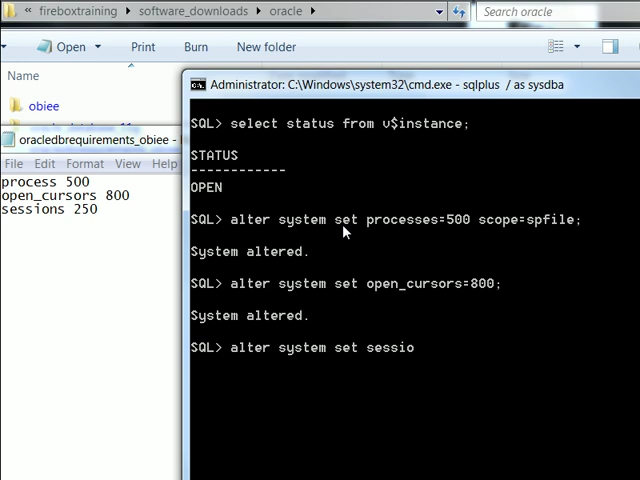 « fireboxtraining software_downloads oracle Search oracle
Open Print Burn New folder
Name
obiee
Administrator: C:\Windows\system32\cmd.exe - sqlplus / as sysdba
oracledbrequirements_obiee -
File Edit Format View Help
process 500
open_cursors 800
sessions 250
SQL> select status from v$instance;
STATUS
------------
OPEN
SQL> alter system set processes=500 scope=spfile;
System altered.
SQL> alter system set open_cursors=800;
System altered.
SQL> alter system set sessio